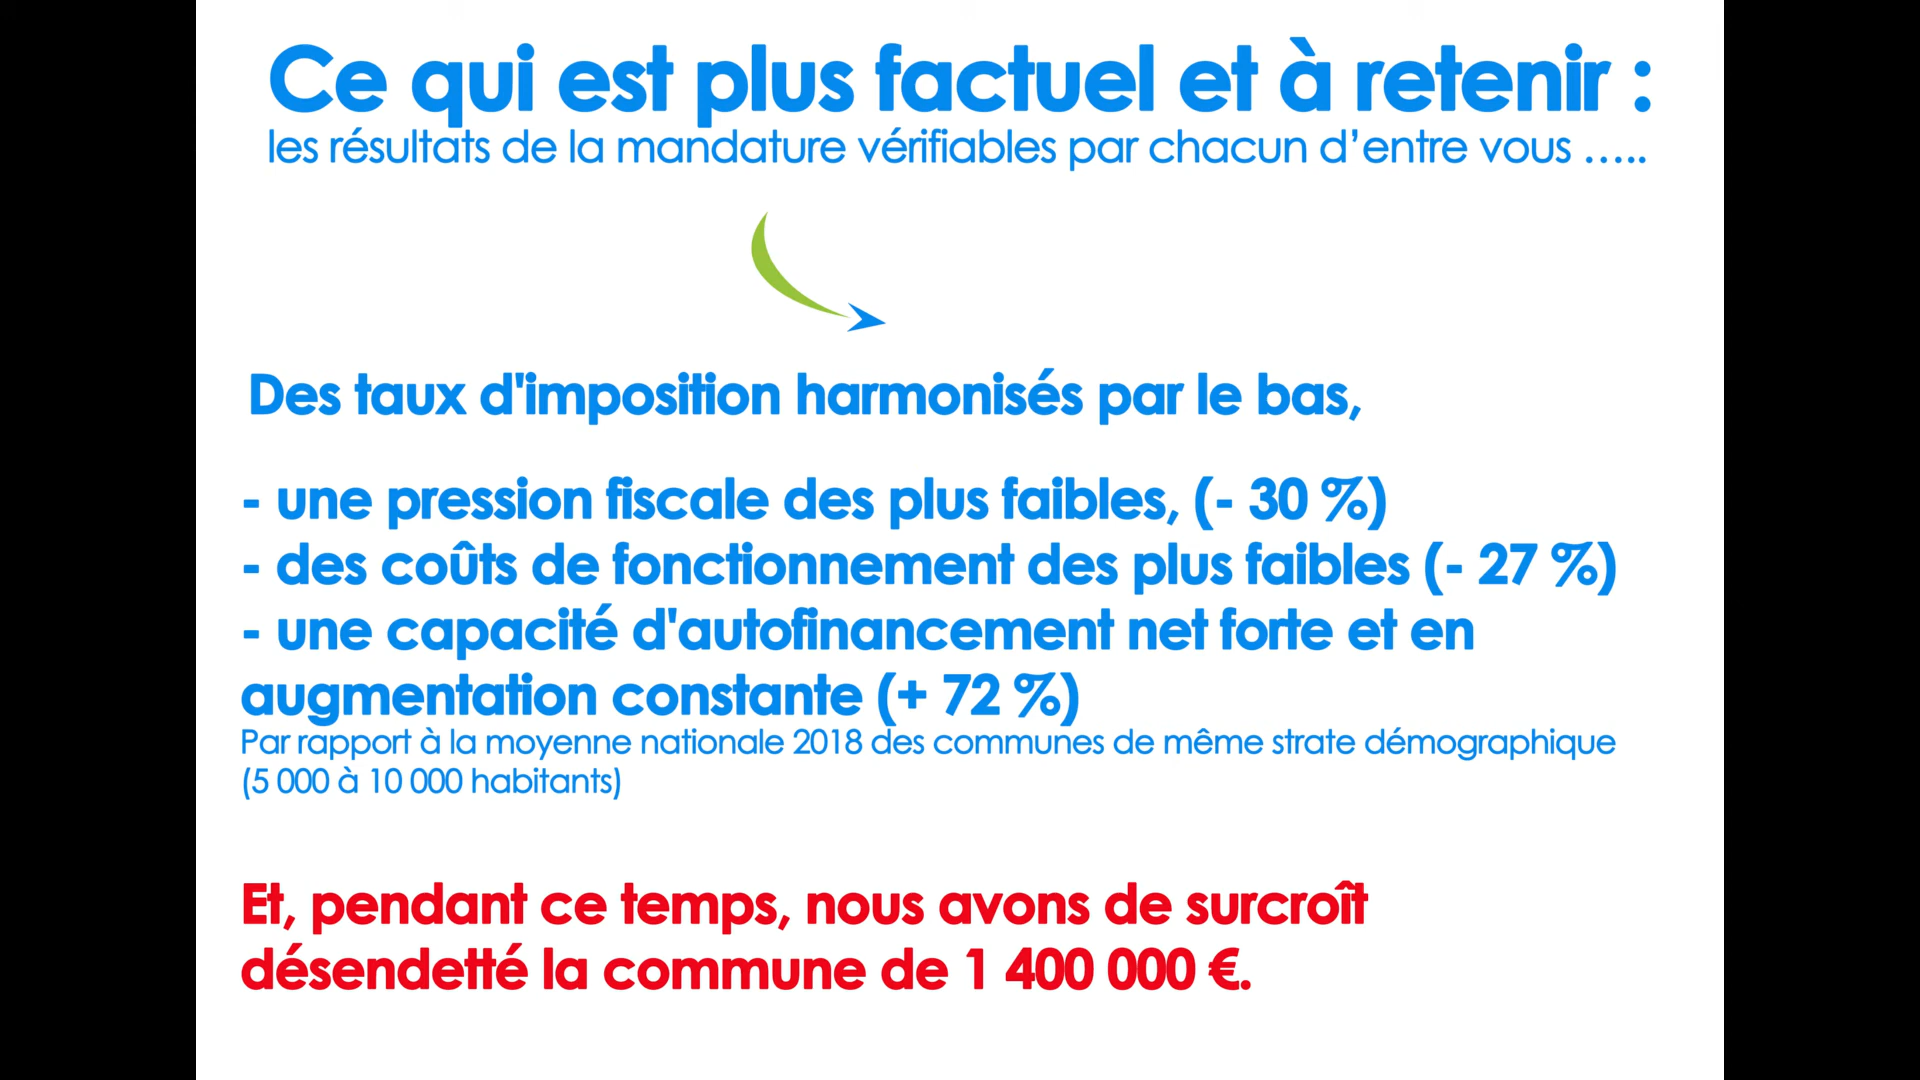 Ce qui est plus factuel et à retenir :
les résultats de la mandature vérifiables par chacun d’entre vous …..
Des taux d'imposition harmonisés par le bas,
- une pression fiscale des plus faibles, (- 30 %)
- des coûts de fonctionnement des plus faibles (- 27 %)
- une capacité d'autofinancement net forte et en
augmentation constante (+ 72 %)
Par rapport à la moyenne nationale 2018 des communes de même strate démographique
(5 000 à 10 000 habitants)
Et, pendant ce temps, nous avons de surcroît
désendetté la commune de 1 400 000 €.